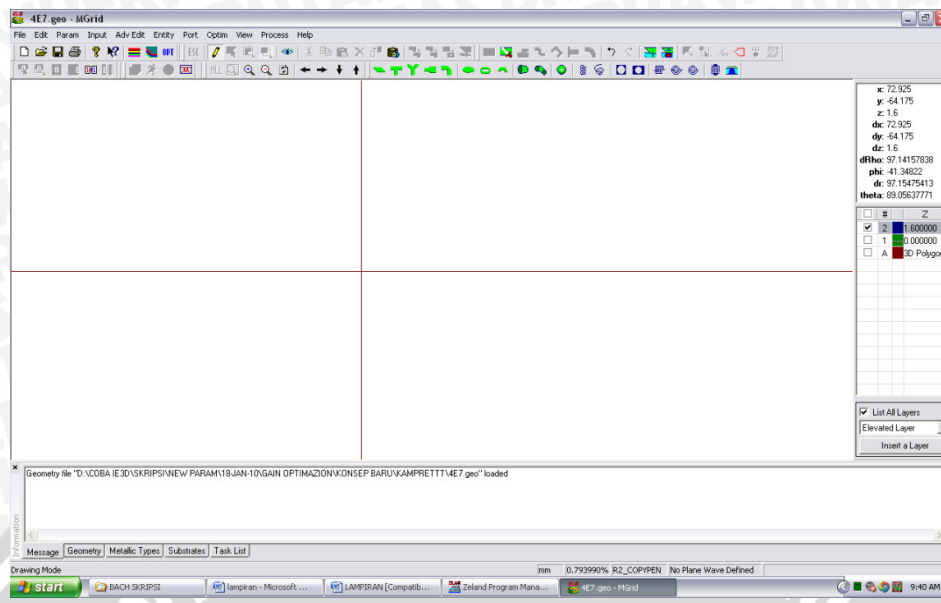 4E7.geo - MGrid
File Edit Param Input Adv Edit Entity Port Optim View Process Help
OPT ESC
ALL
x: 72.925
y: -64.175
z: 1.6
dx: 72.925
dy: -64.175
dz: 1.6
dRho: 97.14157838
phi: -41.34822
dr: 97.15475413
theta: 89.05637771
# Z
2 1.600000
1 0.000000
A 3D Polygon
List All Layers
Elevated Layer
Insert a Layer
Geometry file "D:\COBA IE3D\SKRIPSI\NEW PARAM\18-JAN-10\GAIN OPTIMAZION\KONSEP BARU\KAMPRETTT\4E7.geo" loaded
Information
Message Geometry Metallic Types Substrates Task List
Drawing Mode mm 0.793990% R2_COPYPEN No Plane Wave Defined
start BACH SKRIPSI lampiran - Microsoft ... LAMPIRAN [Compatib... Zeland Program Mana... 4E7.geo - MGrid 9:40 AM